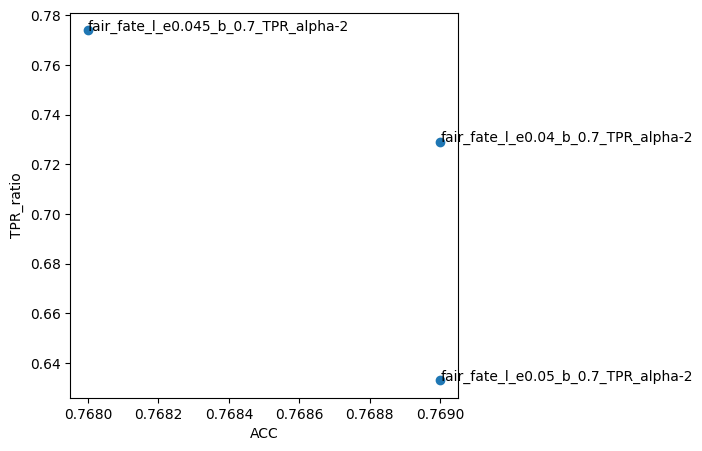 0.78
fair_fate_l_e0.045_b_0.7_TPR_alpha-2
0.76
0.74
fair_fate_l_e0.04_b_0.7_TPR_alpha-2
0.72
TPR_ratio
0.70
0.68
0.66
0.64
fair_fate_l_e0.05_b_0.7_TPR_alpha-2
0.7680 0.7682 0.7684 0.7686 0.7688 0.7690
ACC